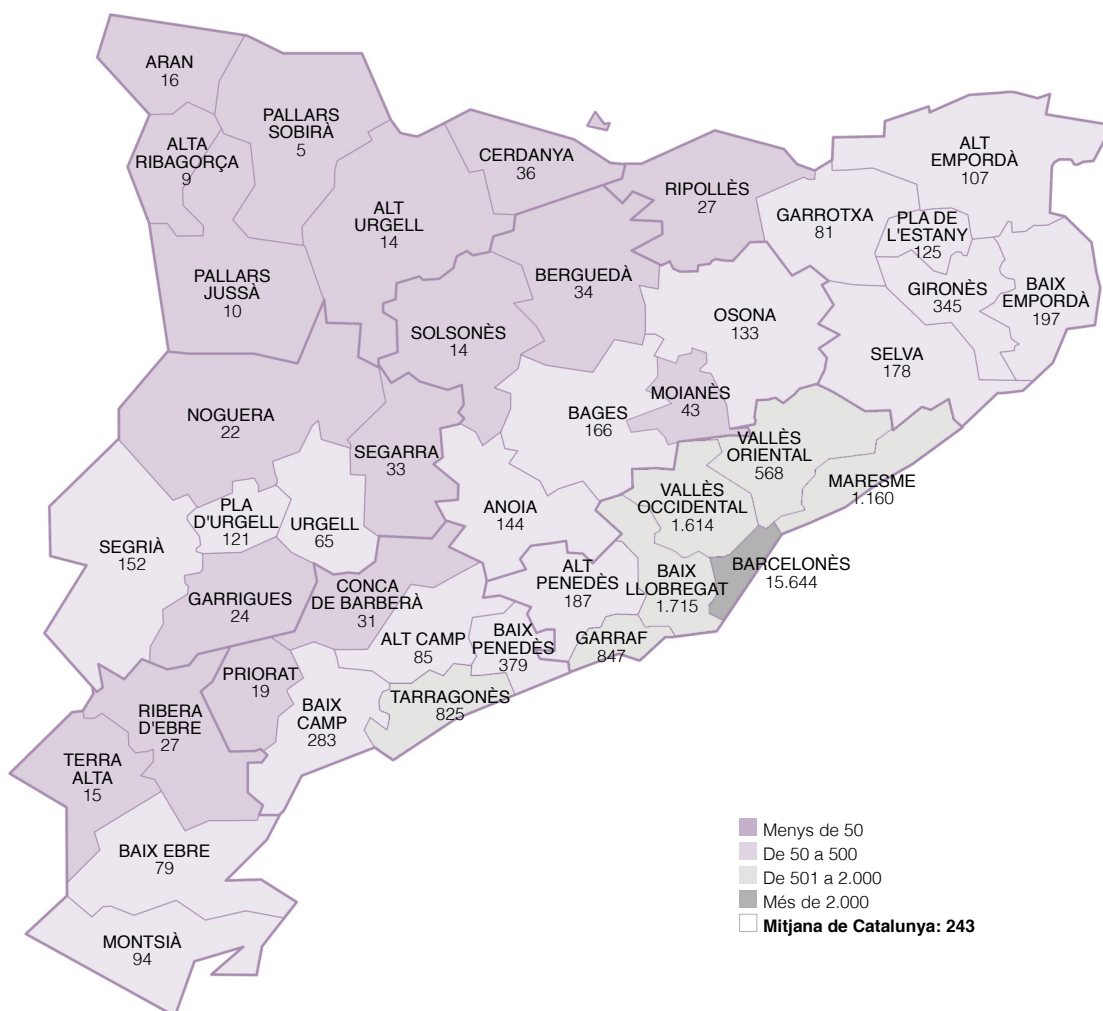 ARAN
16
PALLARS
SOBIRÀ
5
ALTA
RIBAGORÇA
9
CERDANYA
36
ALT
EMPORDÀ
107
RIPOLLÈS
27
GARROTXA
81
PLA DE
L'ESTANY
125
ALT
URGELL
14
PALLARS
JUSSÀ
10
BERGUEDÀ
34
GIRONÈS
345
BAIX
EMPORDÀ
197
OSONA
133
SOLSONÈS
14
SELVA
178
MOIANÈS
43
NOGUERA
22
BAGES
166
SEGARRA
33
VALLÈS
ORIENTAL
568
MARESME
1.160
VALLÈS
OCCIDENTAL
1.614
PLA
D'URGELL
121
URGELL
65
ANOIA
144
SEGRIÀ
152
ALT
PENEDÈS
187
BAIX
LLOBREGAT
1.715
BARCELONÈS
15.644
GARRIGUES
24
CONCA
DE BARBERÀ
31
ALT CAMP
85
BAIX
PENEDÈS
379
GARRAF
847
PRIORAT
19
TARRAGONÈS
825
BAIX
CAMP
283
RIBERA
D'EBRE
27
TERRA
ALTA
15
BAIX EBRE
79
MONTSIÀ
94
Menys de 50
De 50 a 500
De 501 a 2.000
Més de 2.000
Mitjana de Catalunya: 243